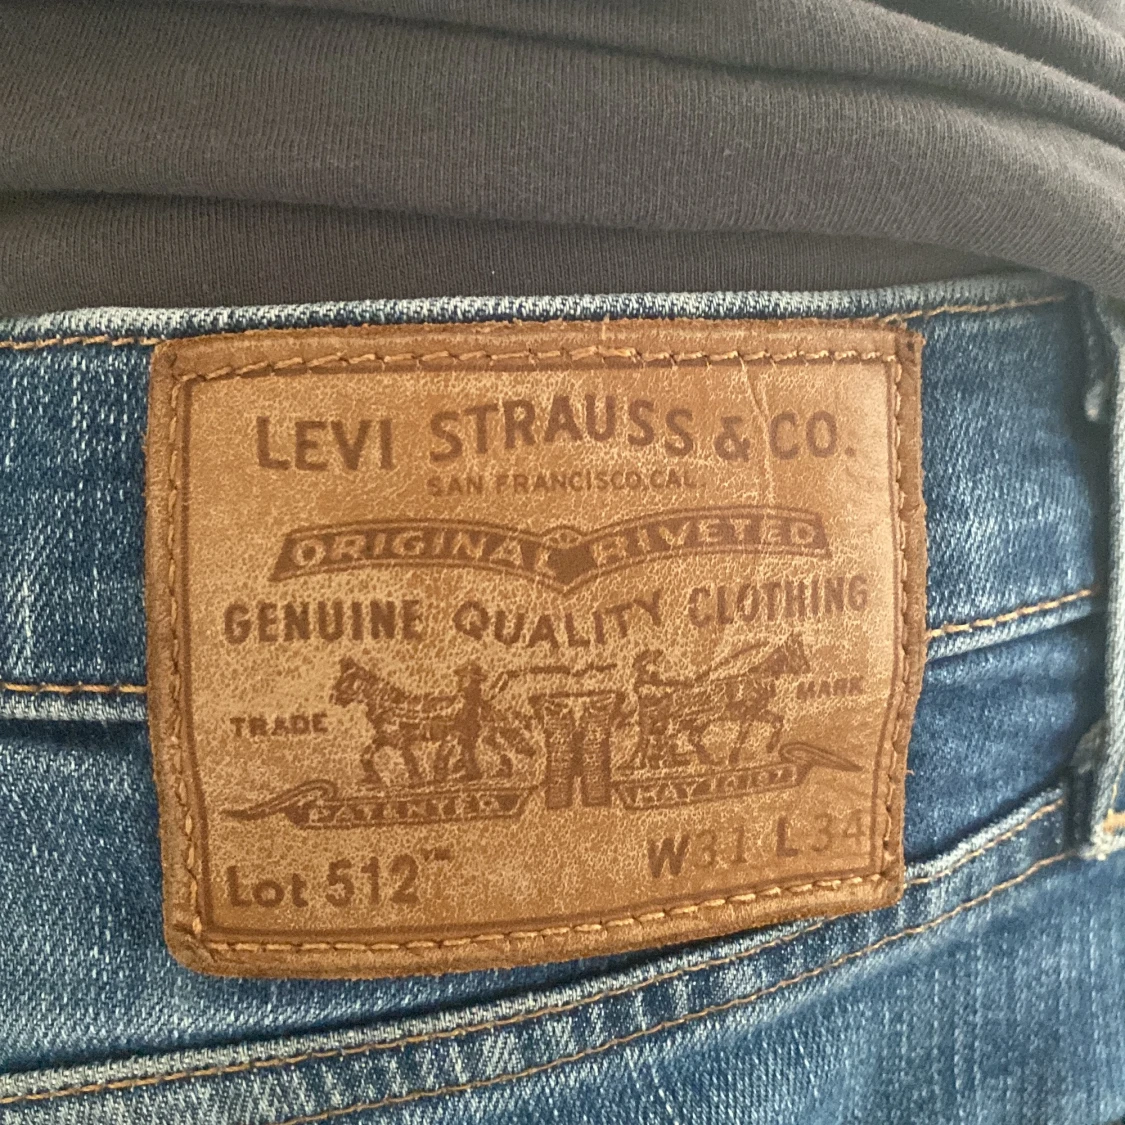 LEVI STRAUSS & CO.
SAN FRANCISCO, CAL.
ORIGINAL RIVETED
GENUINE QUALITY CLOTHING
TRADE MARK
PATENTED MAY 1873
Lot 512™ W31 L34